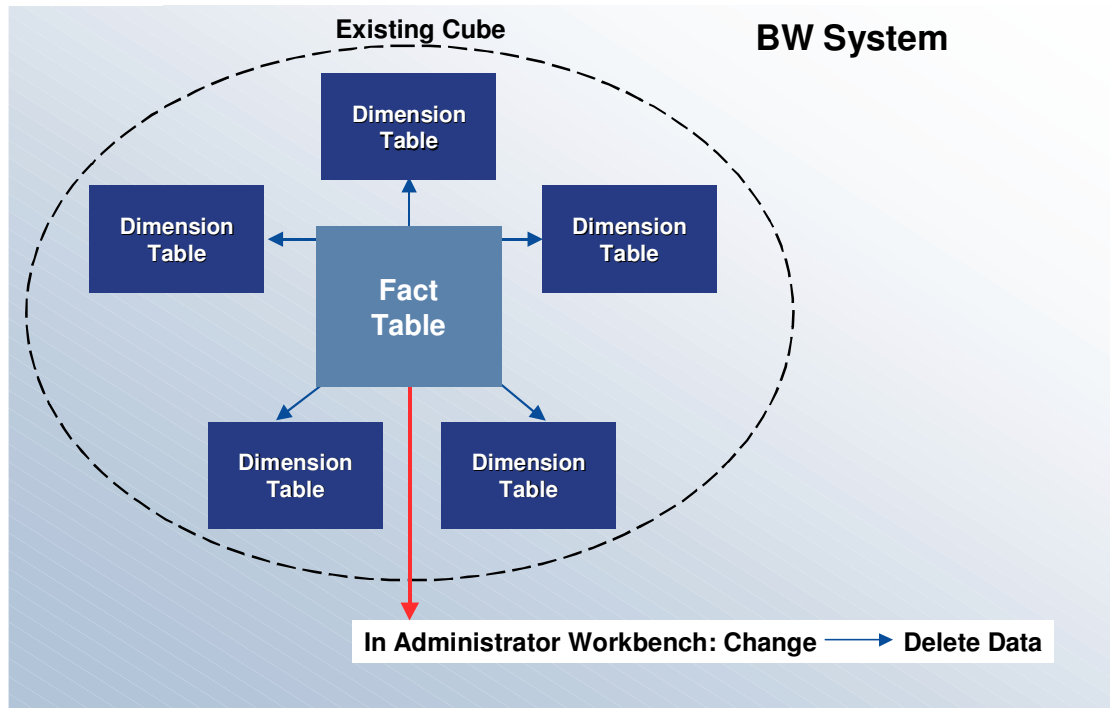 Existing Cube
BW System
Dimension
Table
Dimension
Table
Dimension
Table
Fact
Table
Dimension
Table
Dimension
Table
In Administrator Workbench: Change Delete Data